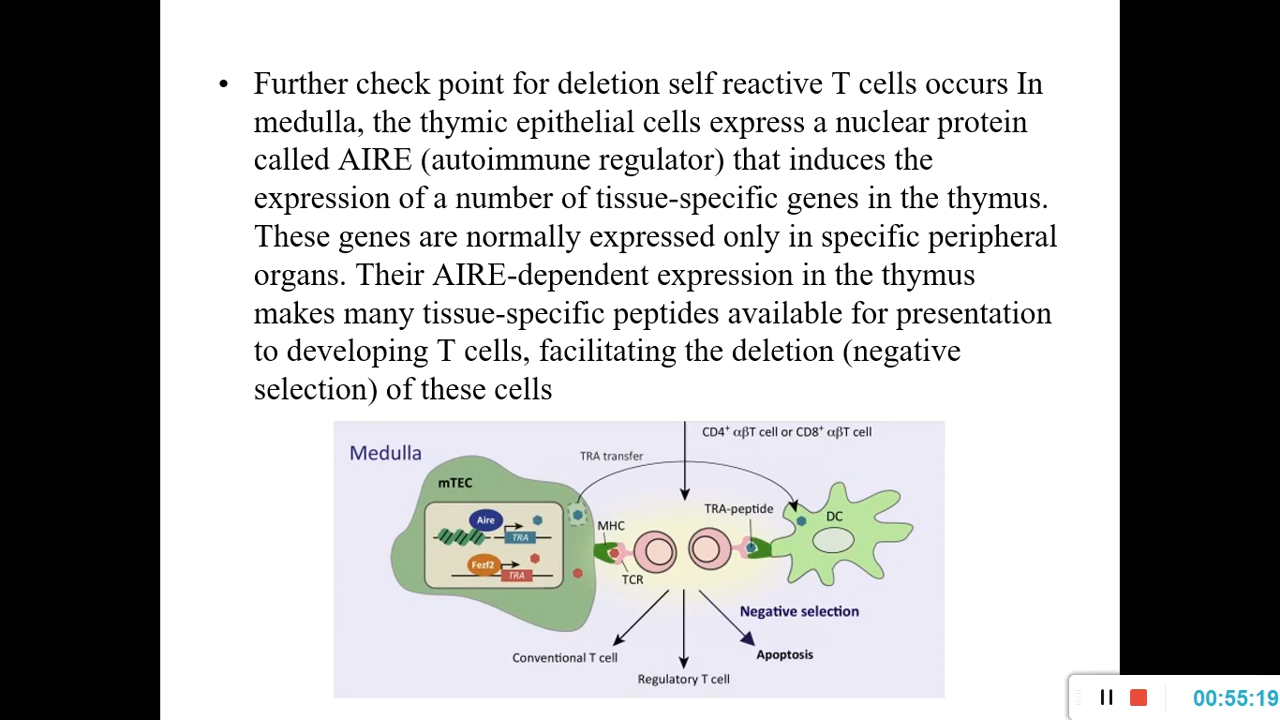 • Further check point for deletion self reactive T cells occurs In
medulla, the thymic epithelial cells express a nuclear protein
called AIRE (autoimmune regulator) that induces the
expression of a number of tissue-specific genes in the thymus.
These genes are normally expressed only in specific peripheral
organs. Their AIRE-dependent expression in the thymus
makes many tissue-specific peptides available for presentation
to developing T cells, facilitating the deletion (negative
selection) of these cells
CD4⁺ αβT cell or CD8⁺ αβT cell
Medulla
TRA transfer
mTEC
TRA-peptide
DC
Aire
MHC
TRA
Fezf2
TRA
TCR
Negative selection
Conventional T cell
Apoptosis
Regulatory T cell
00:55:19